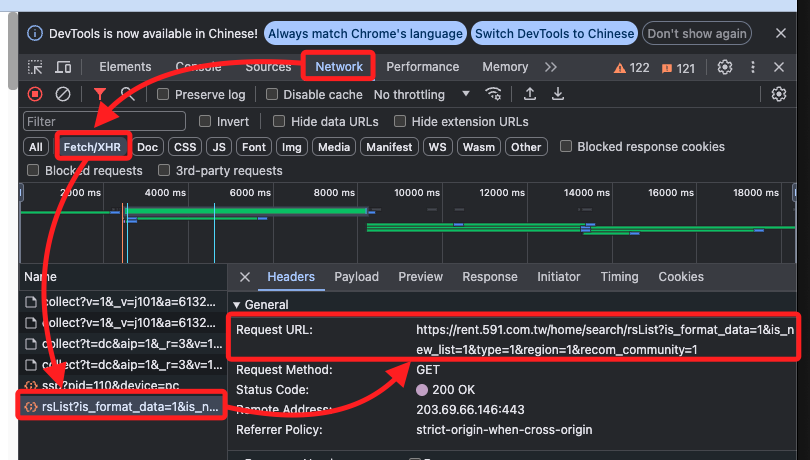 DevTools is now available in Chinese! Always match Chrome's language Switch DevTools to Chinese Don't show again
Elements Console Sources Network Performance Memory 122 121
Preserve log Disable cache No throttling
Filter Invert Hide data URLs Hide extension URLs
All Fetch/XHR Doc CSS JS Font Img Media Manifest WS Wasm Other Blocked response cookies
Blocked requests 3rd-party requests
2000 ms 4000 ms 6000 ms 8000 ms 10000 ms 12000 ms 14000 ms 16000 ms 18000 ms
Name Headers Payload Preview Response Initiator Timing Cookies
collect?v=1&_v=j101&a=6132...
collect?v=1&_v=j101&a=6132...
collect?t=dc&aip=1&_r=3&v=1...
collect?t=dc&aip=1&_r=3&v=1...
ssp?pid=110&device=pc
rsList?is_format_data=1&is_n...
General
Request URL: https://rent.591.com.tw/home/search/rsList?is_format_data=1&is_n
ew_list=1&type=1&region=1&recom_community=1
Request Method: GET
Status Code: 200 OK
Remote Address: 203.69.66.146:443
Referrer Policy: strict-origin-when-cross-origin